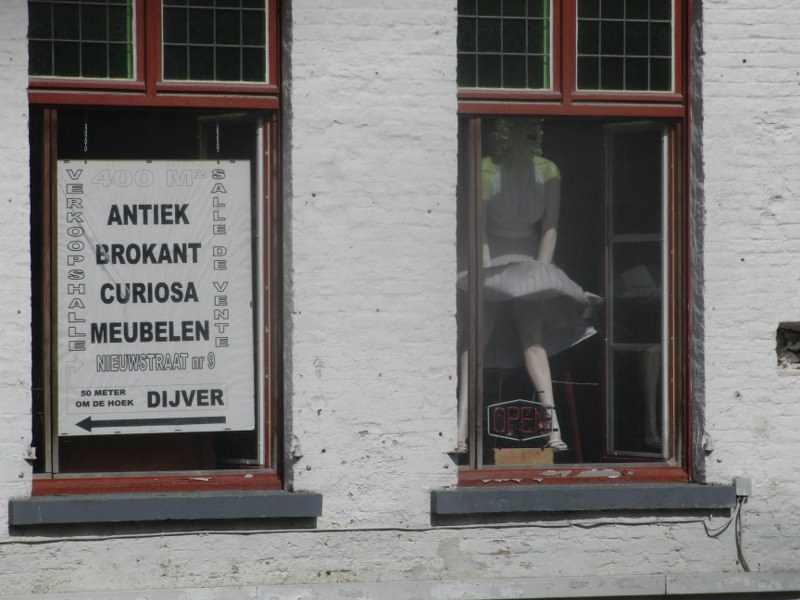 400 M²
VERKOOPSHALLE
SALLE DE VENTE
ANTIEK
BROKANT
CURIOSA
MEUBELEN
NIEUWSTRAAT nr 9
50 METER
OM DE HOEK
DIJVER
OPEN